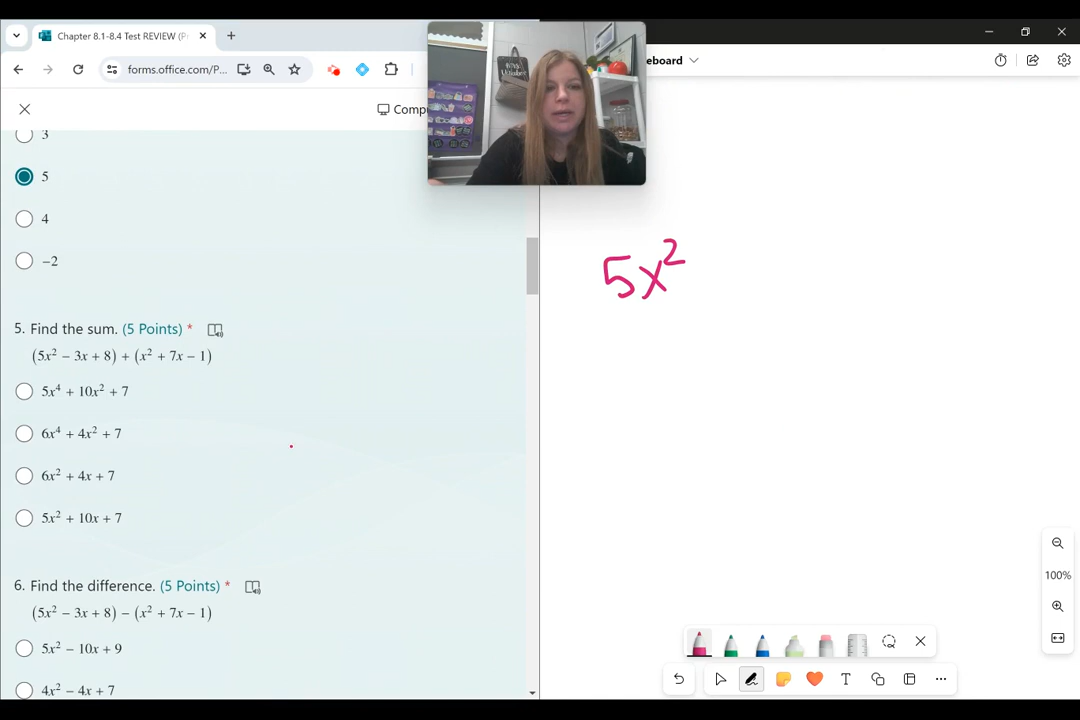 Chapter 8.1-8.4 Test REVIEW (P
forms.office.com/P...
eboard
Comp
3
5
4
−2
5x²
5. Find the sum. (5 Points) *
(5x² − 3x + 8) + (x² + 7x − 1)
5x⁴ + 10x² + 7
6x⁴ + 4x² + 7
6x² + 4x + 7
5x² + 10x + 7
6. Find the difference. (5 Points) *
(5x² − 3x + 8) − (x² + 7x − 1)
5x² − 10x + 9
4x² − 4x + 7
100%